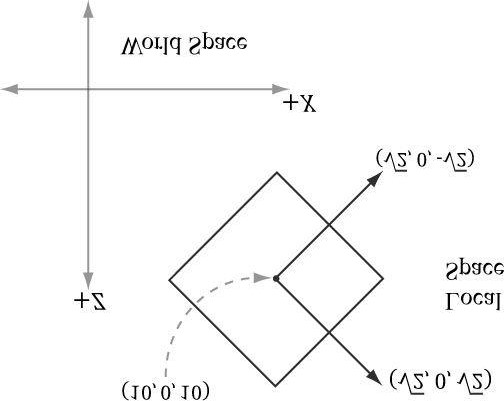 (10, 0, 10)
(√2, 0, √2)
Local
Space
+Z
(√2, 0, -√2)
+X
World Space